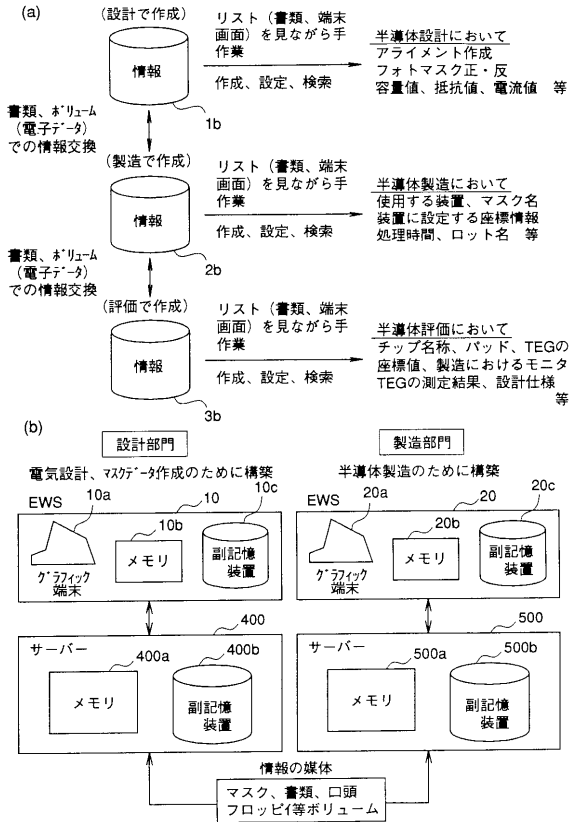 (a)
(設計で作成)
情報
1b
リスト（書類、端末
画面）を見ながら手
作業
作成、設定、検索
半導体設計において
アライメント作成
フォトマスク正・反
容量値、抵抗値、電流値　等
書類、ボリューム
（電子データ）
での情報交換
(製造で作成)
情報
2b
リスト（書類、端末
画面）を見ながら手
作業
作成、設定、検索
半導体製造において
使用する装置、マスク名
装置に設定する座標情報
処理時間、ロット名　等
書類、ボリューム
（電子データ）
での情報交換
(評価で作成)
情報
3b
リスト（書類、端末
画面）を見ながら手
作業
作成、設定、検索
半導体評価において
チップ名称、パッド、TEGの
座標値、製造におけるモニタ
TEGの測定結果、設計仕様
等
(b)
設計部門
電気設計、マスクデータ作成のために構築
EWS
10a
10
10b
10c
グラフィック
端末
メモリ
副記憶
装置
サーバー
400
400a
400b
メモリ
副記憶
装置
製造部門
半導体製造のために構築
EWS
20a
20
20b
20c
グラフィック
端末
メモリ
副記憶
装置
サーバー
500
500a
500b
メモリ
副記憶
装置
情報の媒体
マスク、書類、口頭
フロッピィ等ボリューム